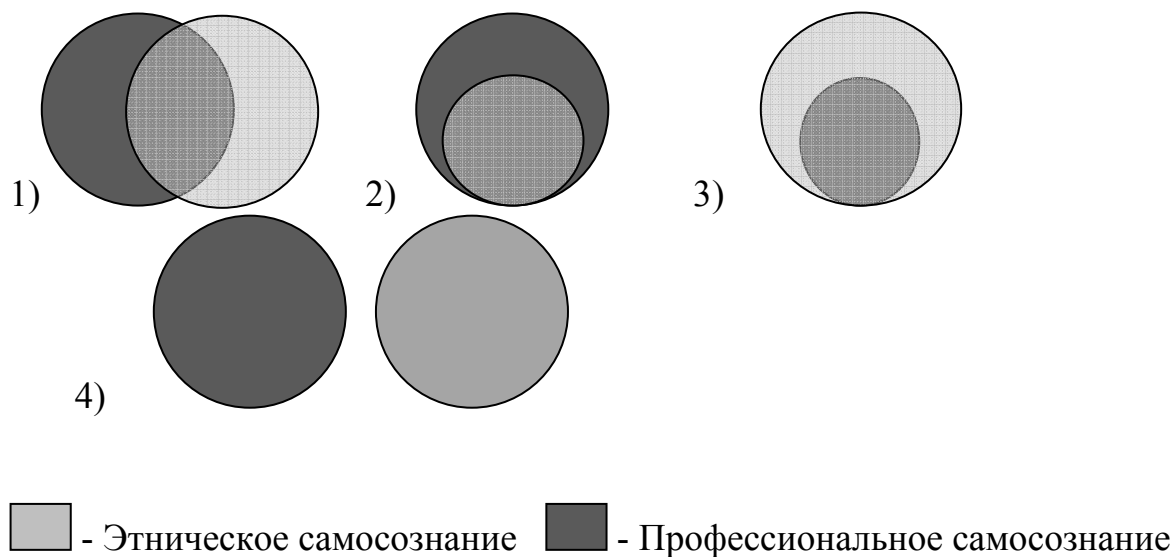 1) 2) 3)
4)
- Этническое самосознание - Профессиональное самосознание